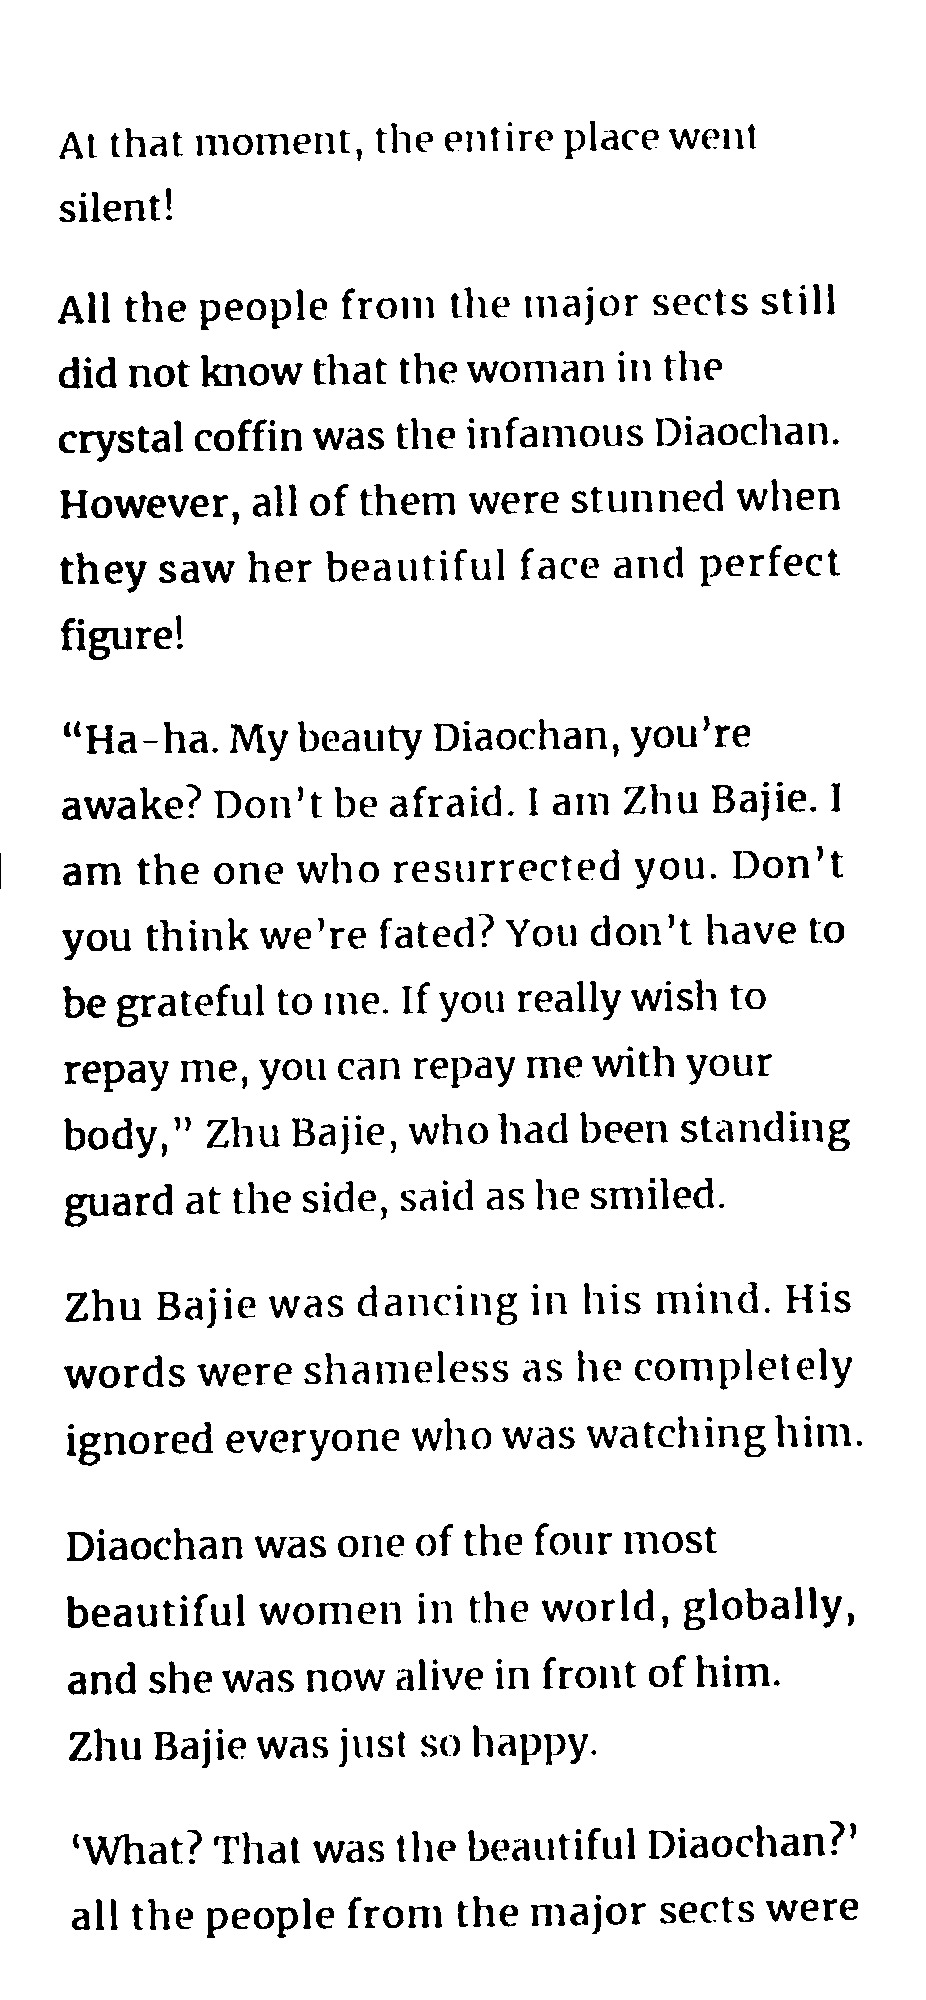 At that moment, the entire place went
silent!
All the people from the major sects still
did not know that the woman in the
crystal coffin was the infamous Diaochan.
However, all of them were stunned when
they saw her beautiful face and perfect
figure!
“Ha-ha. My beauty Diaochan, you’re
awake? Don’t be afraid. I am Zhu Bajie. I
am the one who resurrected you. Don’t
you think we’re fated? You don’t have to
be grateful to me. If you really wish to
repay me, you can repay me with your
body,” Zhu Bajie, who had been standing
guard at the side, said as he smiled.
Zhu Bajie was dancing in his mind. His
words were shameless as he completely
ignored everyone who was watching him.
Diaochan was one of the four most
beautiful women in the world, globally,
and she was now alive in front of him.
Zhu Bajie was just so happy.
‘What? That was the beautiful Diaochan?’
all the people from the major sects were